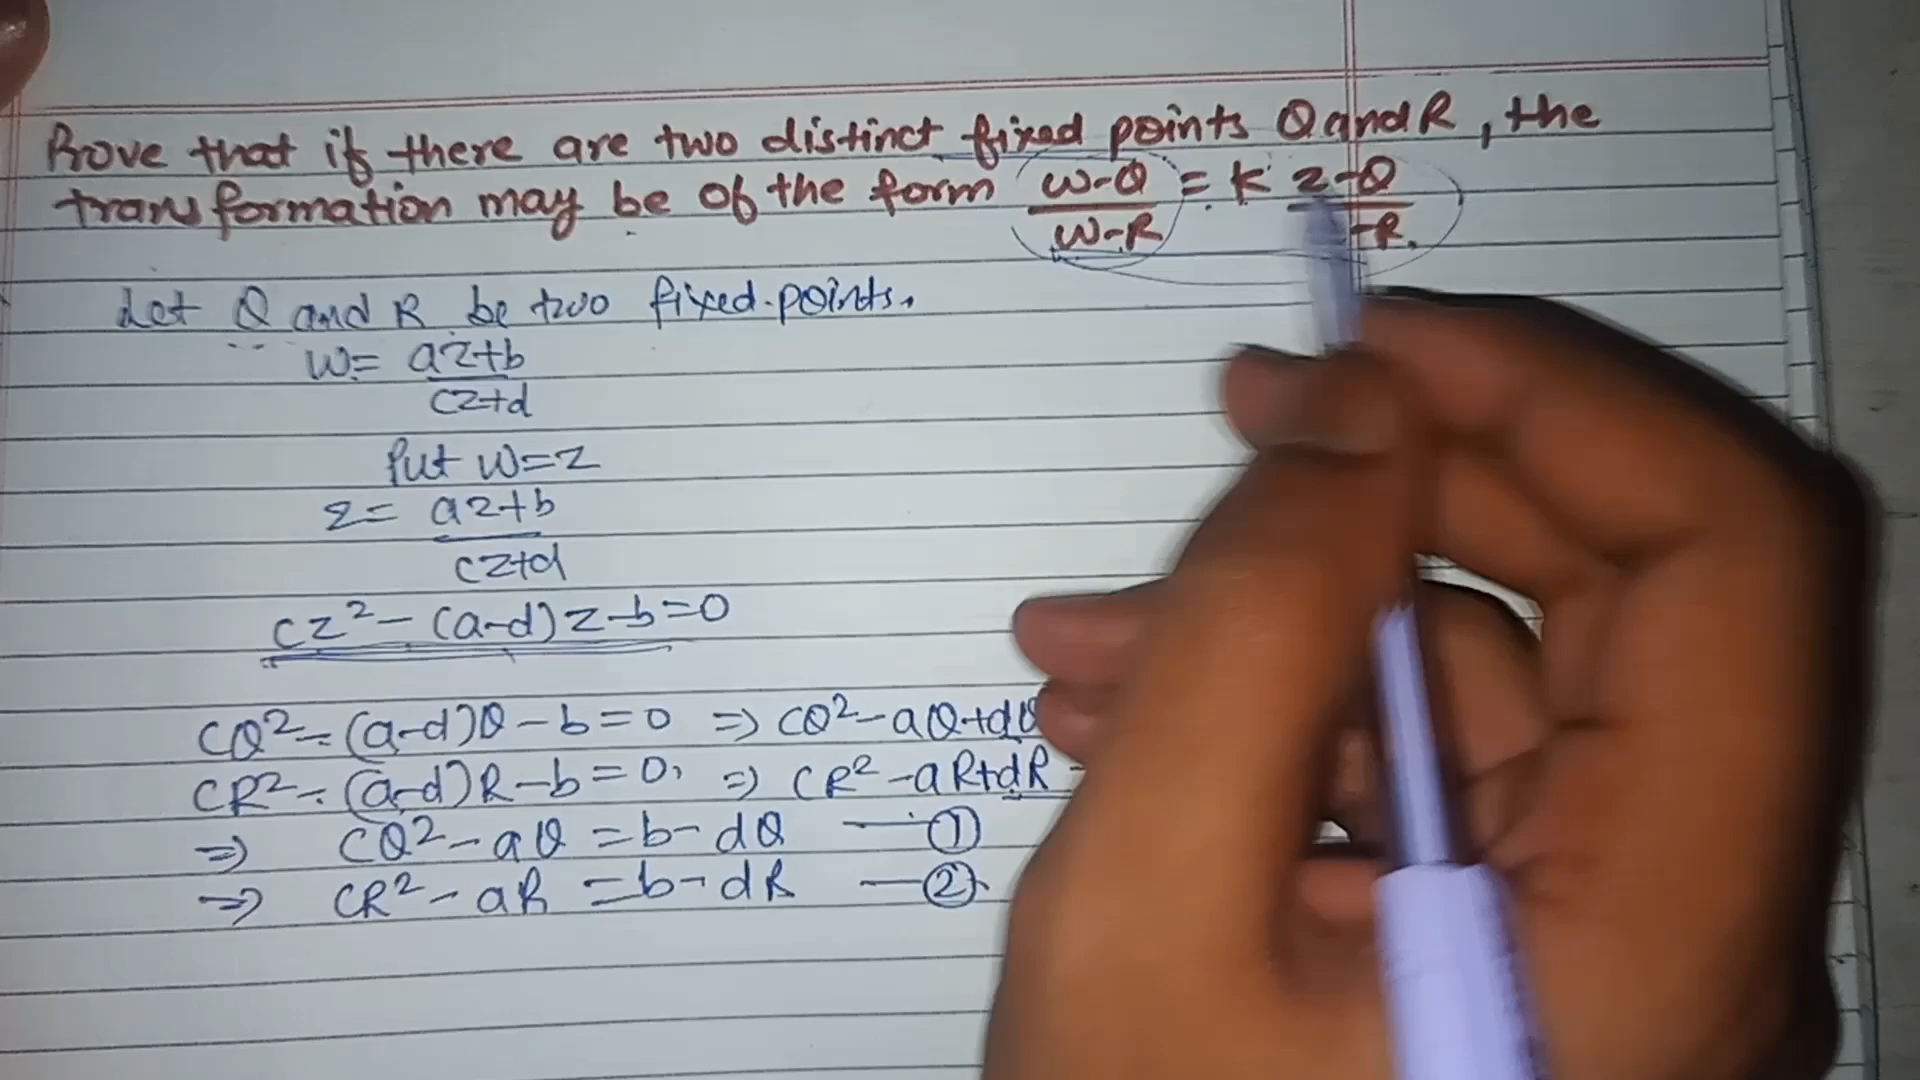 Prove that if there are two distinct fixed points Q and R, the
transformation may be of the form w-Q/w-R = k z-Q/-R.
Let Q and R be two fixed points.
w = az+b/cz+d
Put w=z
z = az+b/cz+d
cz²-(a-d)z-b=0
CQ²-(a-d)Q-b=0 => CQ²-aQ+dQ
CR²-(a-d)R-b=0, => CR²-aR+dR-
=> CQ²-aQ = b-dQ —①
=> CR²-aR = b-dR —②